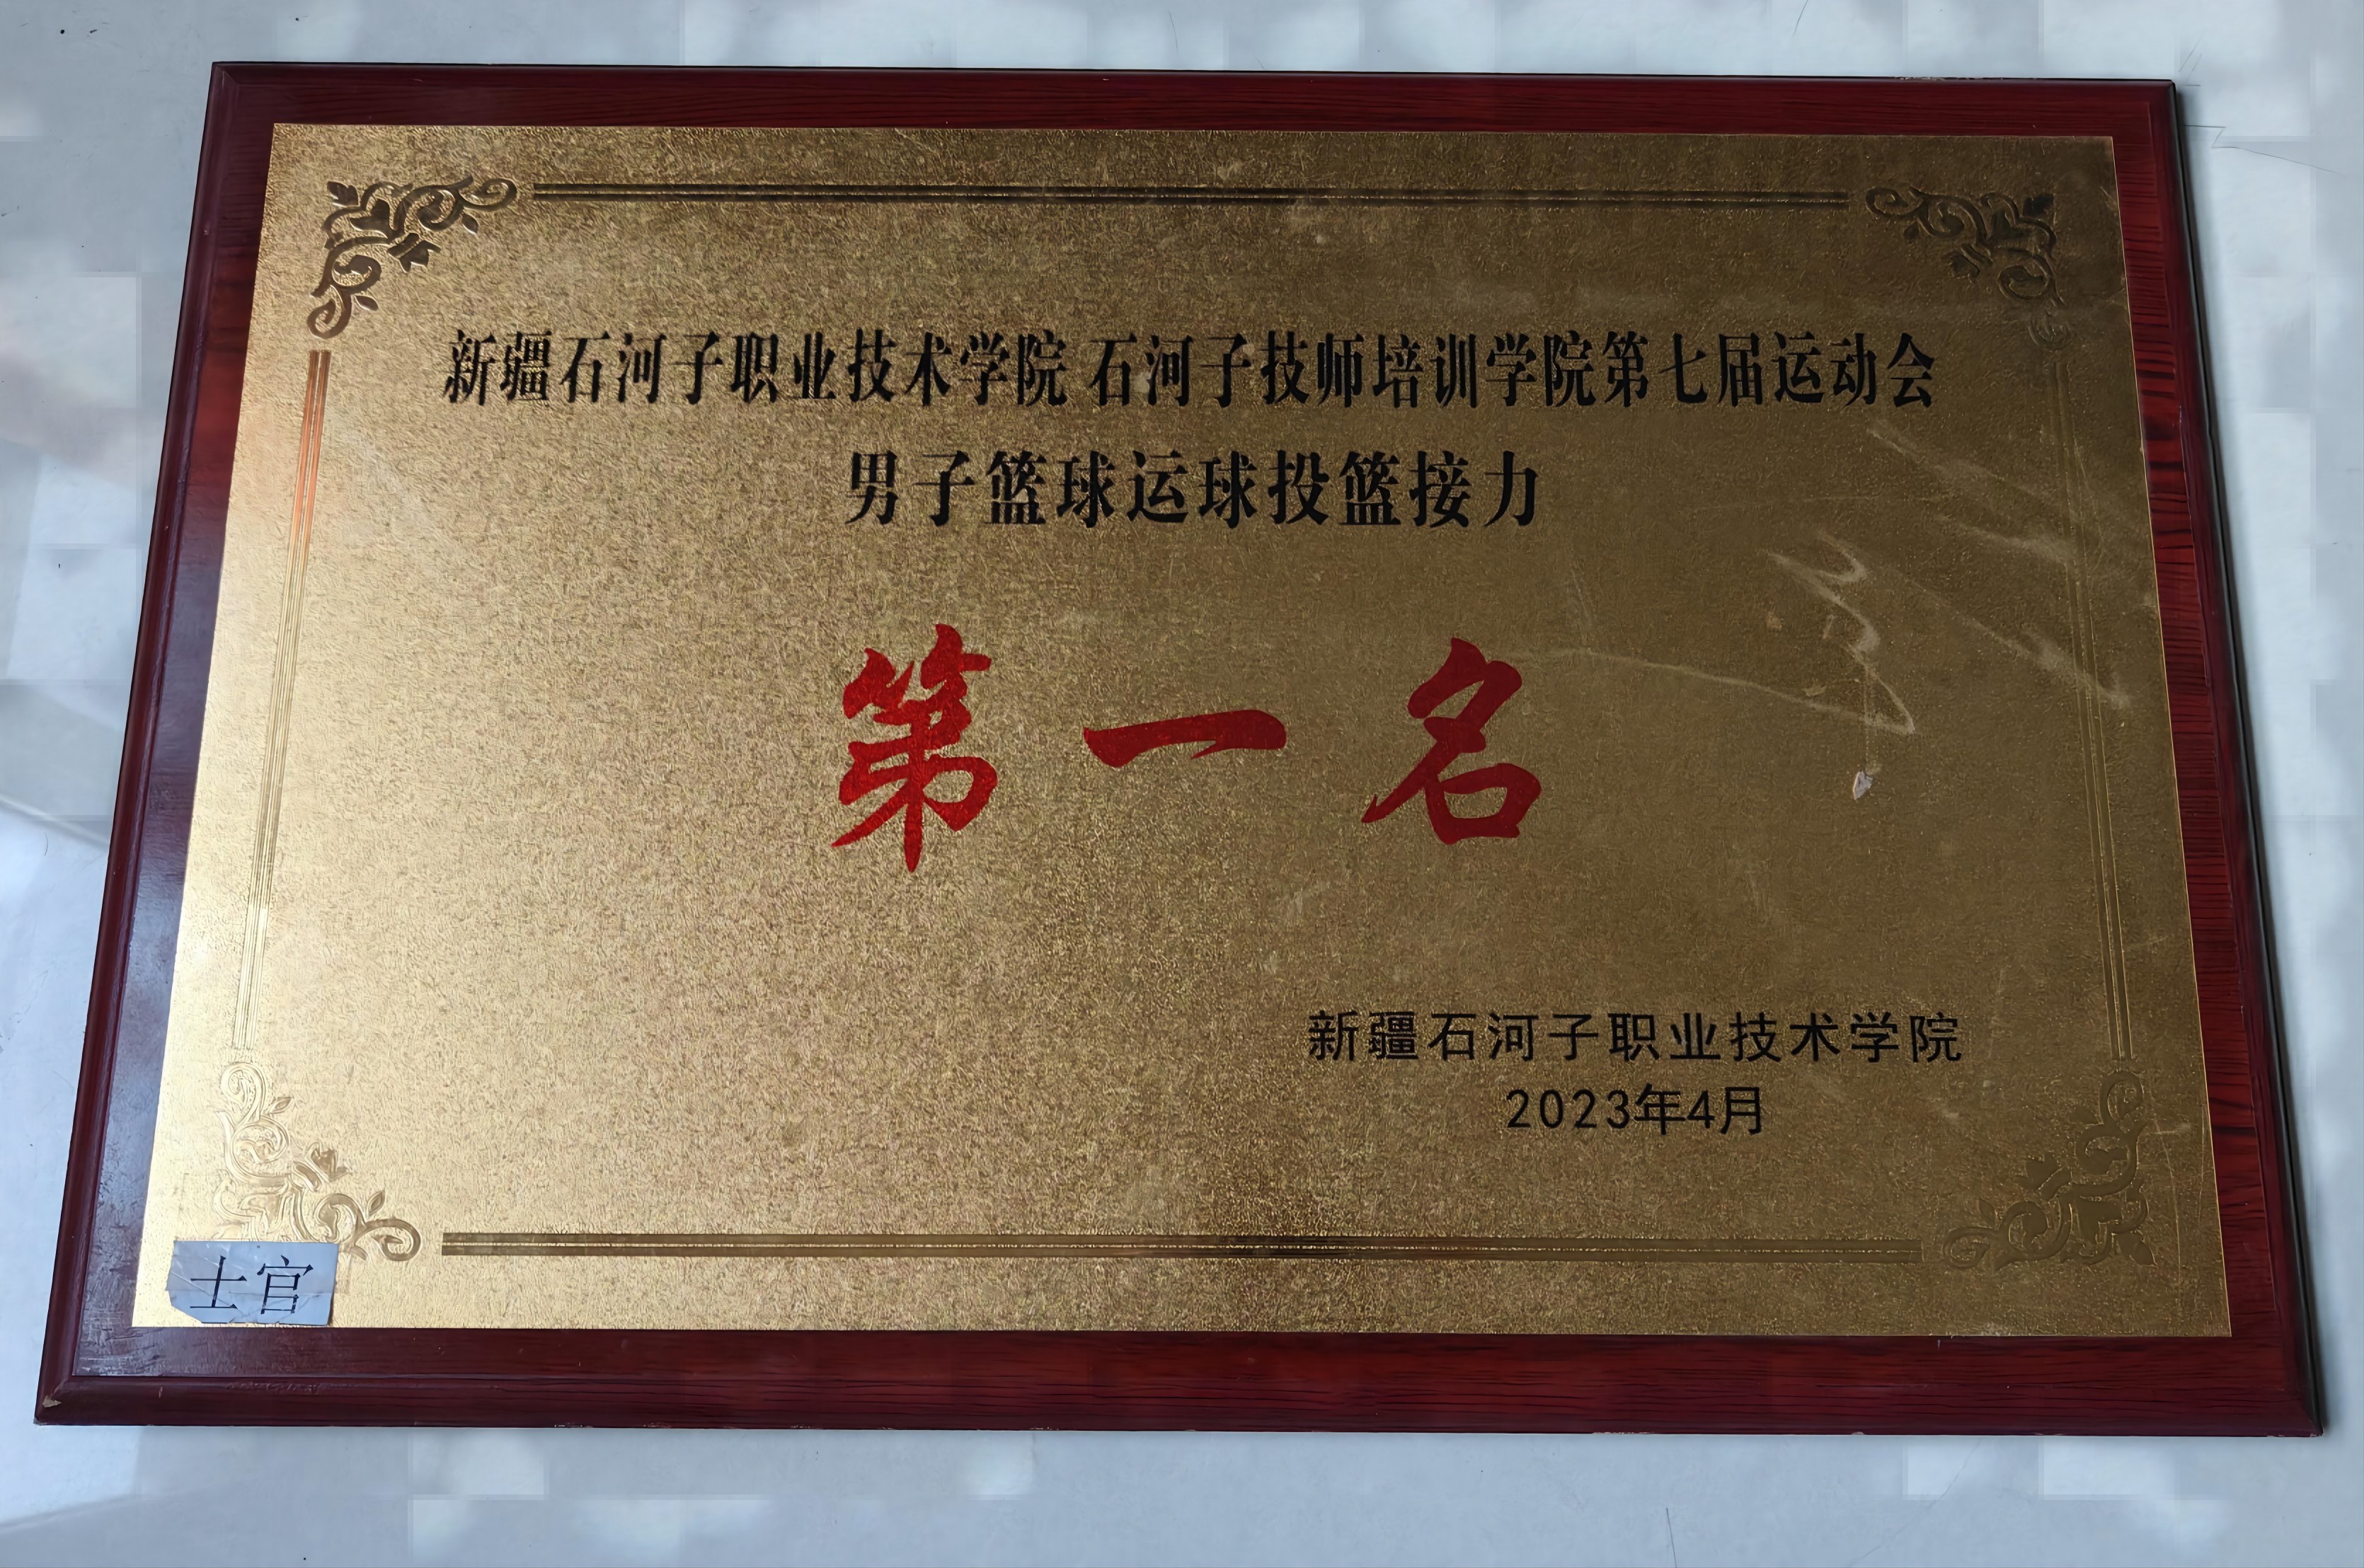 新疆石河子职业技术学院 石河子技师培训学院第七届运动会
男子篮球运球投篮接力
第一名
新疆石河子职业技术学院
2023年4月
士官